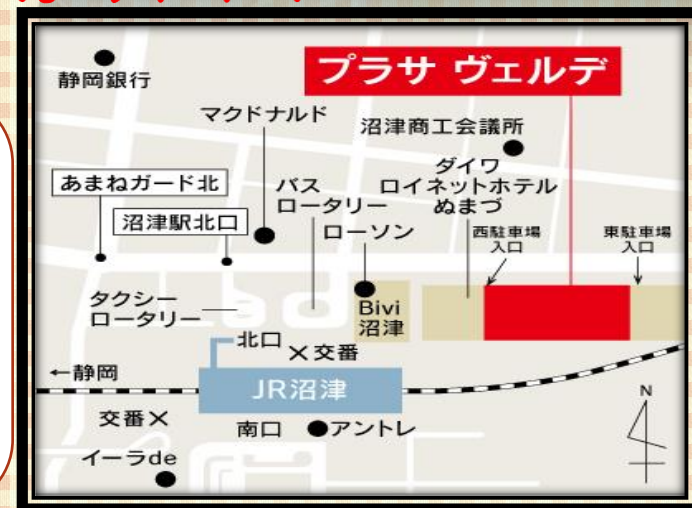 静岡銀行
プラサ ヴェルデ
マクドナルド
沼津商工会議所
あまねガード北
バス
ロータリー
ダイワ
ロイネットホテル
ぬまづ
沼津駅北口
ローソン
西駐車場
入口
東駐車場
入口
タクシー
ロータリー
Bivi
沼津
北口
×交番
←静岡
JR沼津
N
交番×
南口
アントレ
イーラde